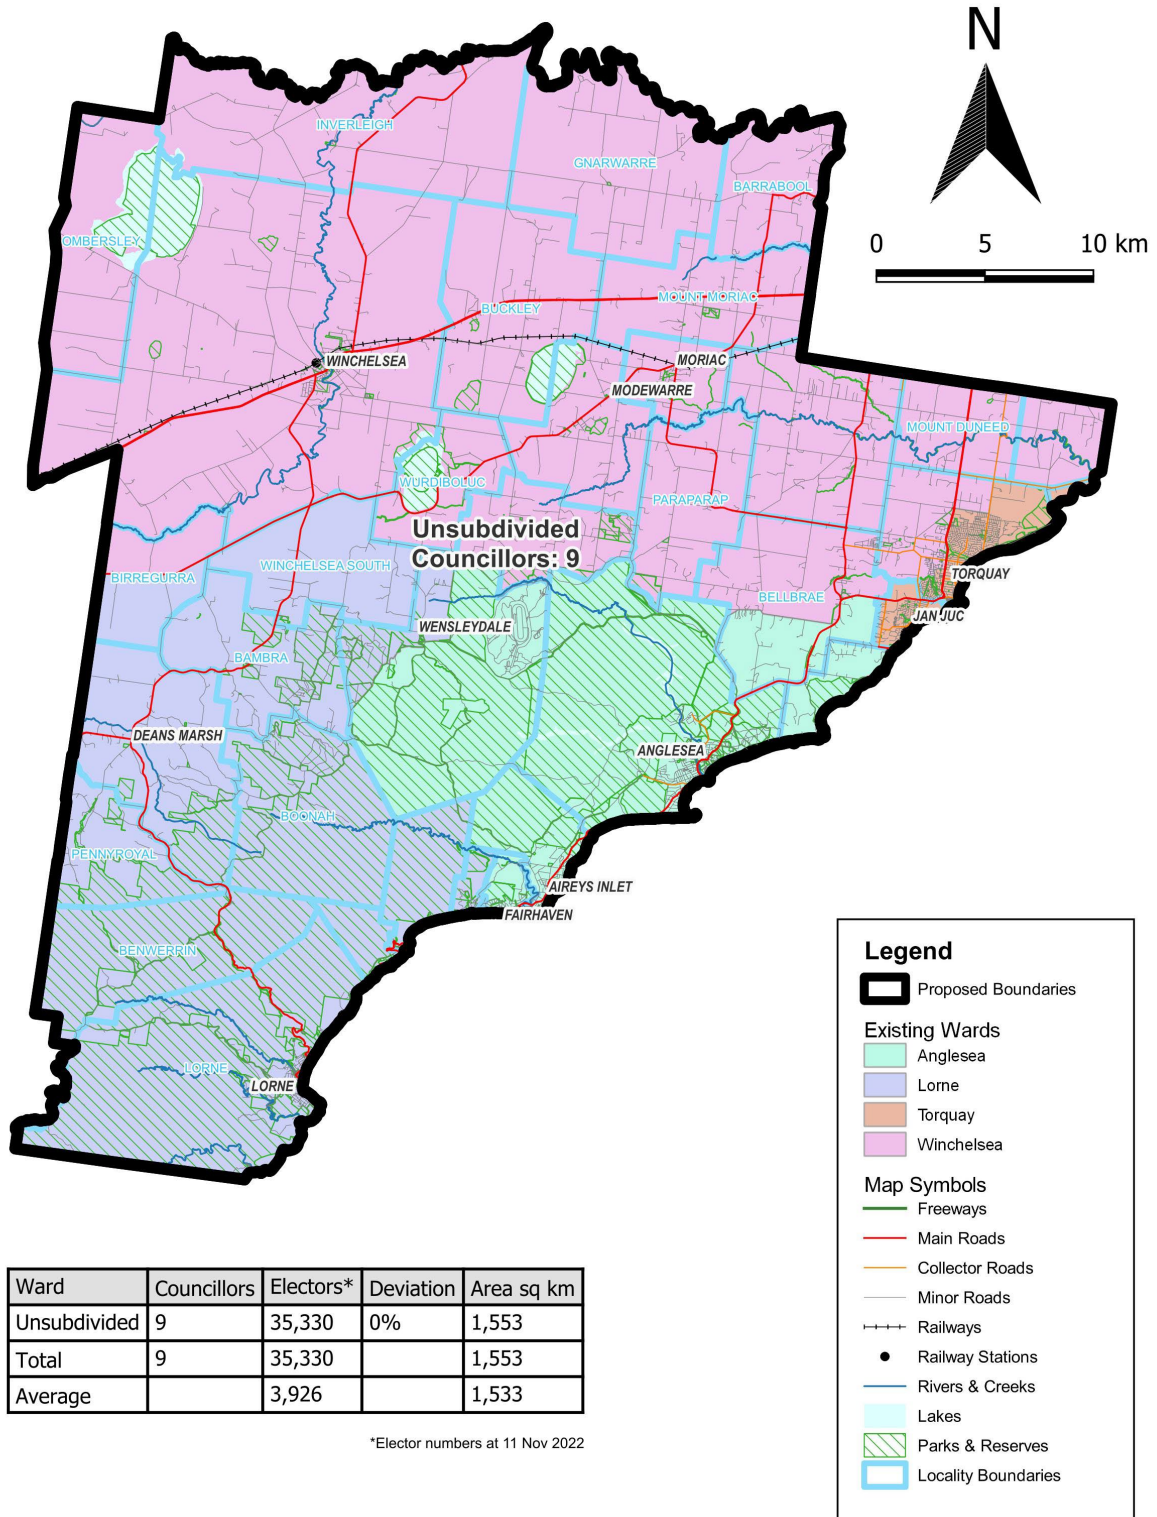 N
0 5 10 km
INVERLEIGH
GNARWARRE
BARRABOOL
OMBERSLEY
BUCKLEY
MOUNT MORIAC
WINCHELSEA
MORIAC
MODEWARRE
MOUNT DUNEED
WURDIBOLUC
PARAPARAP
Unsubdivided
Councillors: 9
BIRREGURRA
WINCHELSEA SOUTH
TORQUAY
BELLBRAE
JAN JUC
WENSLEYDALE
BAMBRA
DEANS MARSH
ANGLESEA
BOONAH
PENNYROYAL
AIREYS INLET
FAIRHAVEN
BENWERRIN
LORNE
LORNE
Legend
Proposed Boundaries
Existing Wards
Anglesea
Lorne
Torquay
Winchelsea
Map Symbols
Freeways
Main Roads
Collector Roads
Minor Roads
Railways
Railway Stations
Rivers & Creeks
Lakes
Parks & Reserves
Locality Boundaries
Ward Councillors Electors* Deviation Area sq km
Unsubdivided 9 35,330 0% 1,553
Total 9 35,330 1,553
Average 3,926 1,533
*Elector numbers at 11 Nov 2022